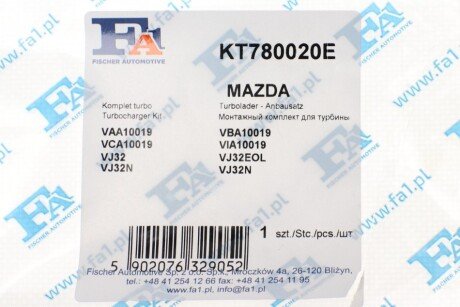 FA1
FISCHER AUTOMOTIVE
KT780020E
MAZDA
Komplet turbo
Turbocharger Kit
Turbolader - Anbausatz
Монтажный комплект для турбины
VAA10019
VCA10019
VJ32
VJ32N
VBA10019
VIA10019
VJ32EOL
VJ32N
1 szt./Stc./pcs./шт
5 902076 329052
Fischer Automotive Sp. z o.o. Sp.K., Mroczków 4a, 26-120 Bliżyn,
tel.: +48 41 254 12 66 fax: +48 41 254 11 95
info@fa1.pl
www.fa1.pl